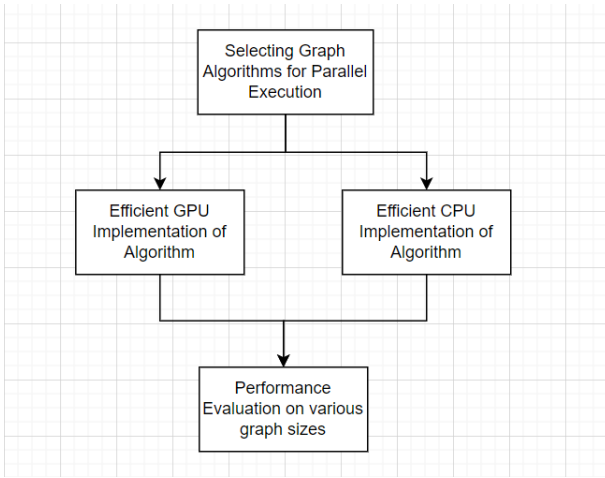 Selecting Graph
Algorithms for Parallel
Execution
Efficient GPU
Implementation of
Algorithm
Efficient CPU
Implementation of
Algorithm
Performance
Evaluation on various
graph sizes